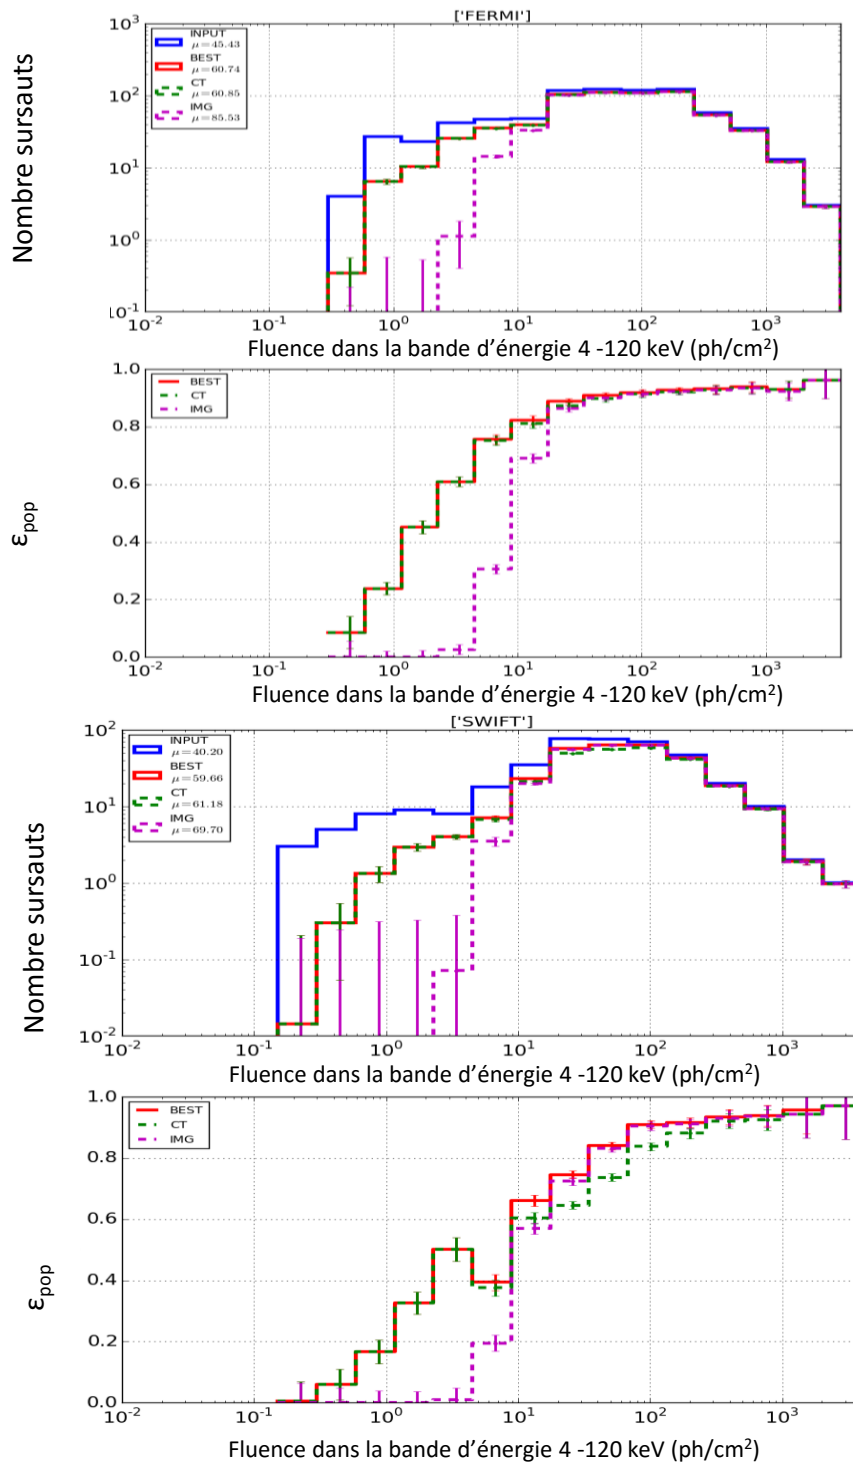 ['FERMI']
10³
10²
10¹
10⁰
10⁻¹
Nombre sursauts
INPUT
μ=45.43
BEST
μ=60.74
CT
μ=60.85
IMG
μ=85.53
10⁻² 10⁻¹ 10⁰ 10¹ 10² 10³
Fluence dans la bande d'énergie 4 -120 keV (ph/cm²)
1.0
0.8
0.6
0.4
0.2
0.0
ε_pop
BEST
CT
IMG
10⁻² 10⁻¹ 10⁰ 10¹ 10² 10³
Fluence dans la bande d'énergie 4 -120 keV (ph/cm²)
['SWIFT']
10²
10¹
10⁰
10⁻¹
10⁻²
Nombre sursauts
INPUT
μ=40.20
BEST
μ=59.66
CT
μ=61.18
IMG
μ=69.70
10⁻² 10⁻¹ 10⁰ 10¹ 10² 10³
Fluence dans la bande d'énergie 4 -120 keV (ph/cm²)
1.0
0.8
0.6
0.4
0.2
0.0
ε_pop
BEST
CT
IMG
10⁻² 10⁻¹ 10⁰ 10¹ 10² 10³
Fluence dans la bande d'énergie 4 -120 keV (ph/cm²)